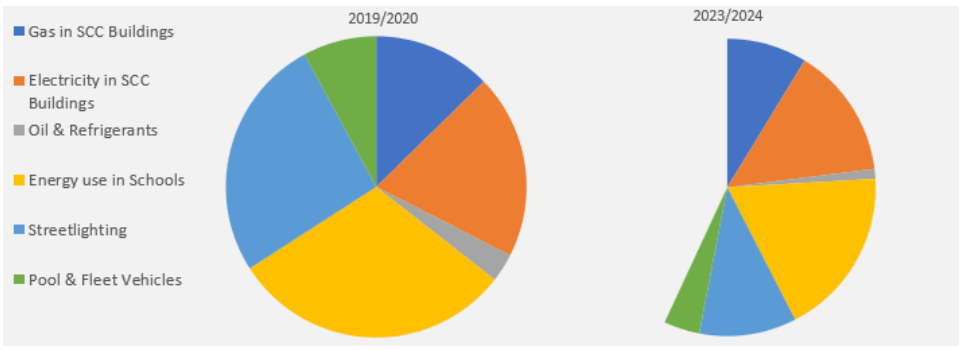 2019/2020
2023/2024
Gas in SCC Buildings
Electricity in SCC
Buildings
Oil & Refrigerants
Energy use in Schools
Streetlighting
Pool & Fleet Vehicles